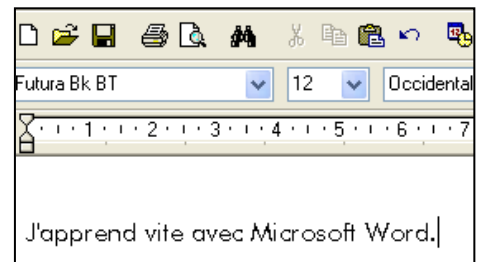 Futura Bk BT 12 Occidental
1 2 3 4 5 6 7
J'apprend vite avec Microsoft Word.